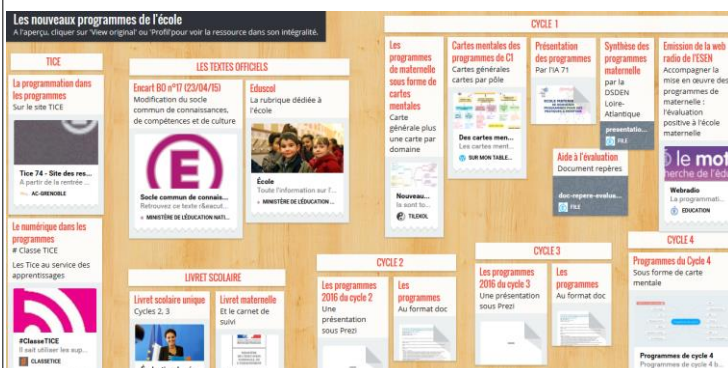 Les nouveaux programmes de l'école
A l'aperçu, cliquer sur 'View original' ou 'Profil'pour voir la ressource dans son intégralité.
TICE
La programmation dans
les programmes
Sur le site TICE
Tice 74 - Site des res...
A partir de la rentrée ...
AC-GRENOBLE
Le numérique dans les
programmes
# Classe TICE
Les Tice au service des
apprentissages
#ClasseTICE
Il sait utiliser les sup...
CLASSETICE
LES TEXTES OFFICIELS
Encart BO n°17 (23/04/15)
Modification du socle
commun de connaissances,
de compétences et de culture
Socle commun de connais...
Retrouvez ce texte r&eacut...
MINISTÈRE DE L'ÉDUCATION NATI...
Eduscol
La rubrique dédiée à
l'école
École
Toute l'information sur l'...
MINISTÈRE DE L'ÉDUCATION ...
LIVRET SCOLAIRE
Livret scolaire unique
Cycles 2, 3
Livret maternelle
Et le carnet de
suivi
CYCLE 1
Les
programmes
de maternelle
sous forme de
cartes
mentales
Carte
générale plus
une carte par
domaine
Nouveau...
la sont to...
TILEKOL
Cartes mentales des
programmes de C1
Cartes générales
cartes par pôle
Des cartes men...
Les cartes ment...
SUR MON TABLE...
Présentation
des programmes
Par l'IA 71
Synthèse des
programmes
maternelle
par la
DSDEN
Loire-
Atlantique
presentatio...
FILE
Aide à l'évaluation
Document repères
doc-repere-evalua...
FILE
Emission de la web
radio de l'ESEN
Accompagner la
mise en œuvre des
programmes de
maternelle :
l'évaluation
positive à l'école
maternelle
le mot
herche de l'édu
Webradio
La programmati...
EDUCATION
CYCLE 2
Les programmes
2016 du cycle 2
Une
présentation
sous Prezi
Les
programmes
Au format doc
CYCLE 3
Les programmes
2016 du cycle 3
Une présentation
sous Prezi
Les
programmes
Au format doc
CYCLE 4
Programmes du Cycle 4
Sous forme de carte
mentale
Programmes de cycle 4
Programmes de cycle 4 b...